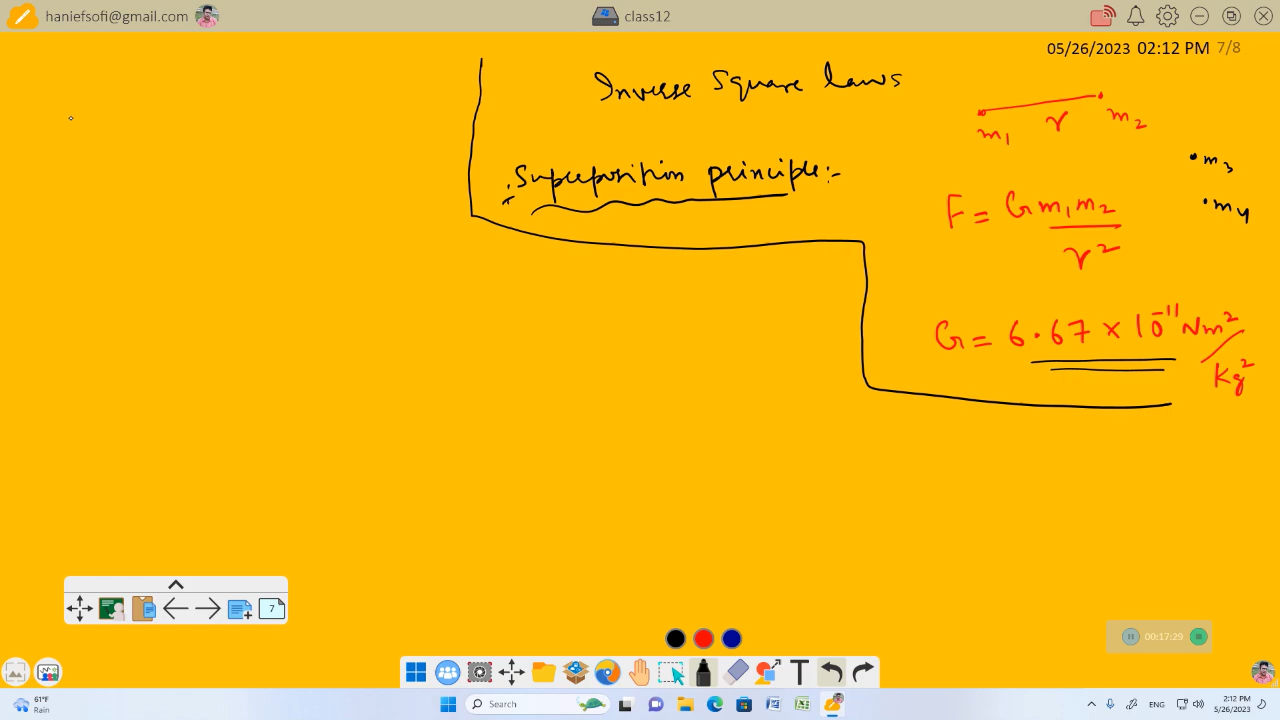 haniefsofi@gmail.com
class12
05/26/2023 02:12 PM 7/8
Inverse Square laws
:Superposition principle:-
m₁ r m₂
•m₃
•m₄
F = Gm₁m₂/r²
G = 6.67 × 10⁻¹¹ Nm²/Kg²
7
00:17:29
61°F
Rain
Search
ENG
2:12 PM
5/26/2023